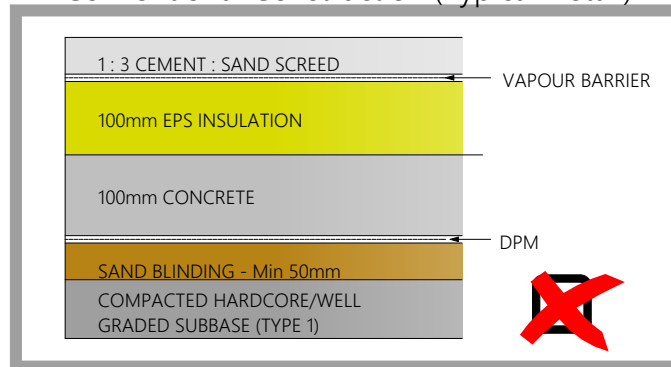 (Typical
1 : 3 CEMENT : SAND SCREED
VAPOUR BARRIER
100mm EPS INSULATION
100mm CONCRETE
DPM
SAND BLINDING - Min 50mm
COMPACTED HARDCORE/WELL
GRADED SUBBASE (TYPE 1)